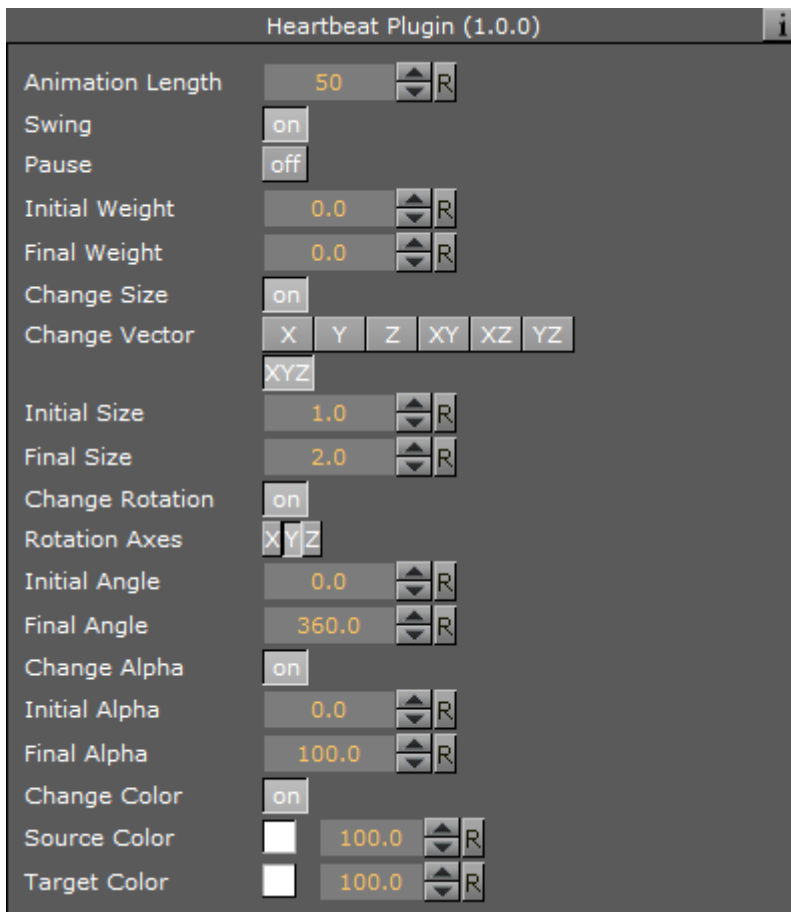 Heartbeat Plugin (1.0.0) i
Animation Length 50 R
Swing on
Pause off
Initial Weight 0.0 R
Final Weight 0.0 R
Change Size on
Change Vector X Y Z XY XZ YZ
XYZ
Initial Size 1.0 R
Final Size 2.0 R
Change Rotation on
Rotation Axes X Y Z
Initial Angle 0.0 R
Final Angle 360.0 R
Change Alpha on
Initial Alpha 0.0 R
Final Alpha 100.0 R
Change Color on
Source Color 100.0 R
Target Color 100.0 R